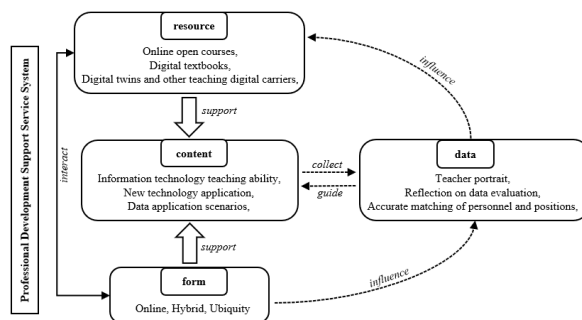 Professional Development Support Service System
resource
Online open courses,
Digital textbooks,
Digital twins and other teaching digital carriers,
influence
support
interact
content
Information technology teaching ability,
New technology application,
Data application scenarios,
collect
guide
data
Teacher portrait,
Reflection on data evaluation,
Accurate matching of personnel and positions,
support
form
Online, Hybrid, Ubiquity
influence